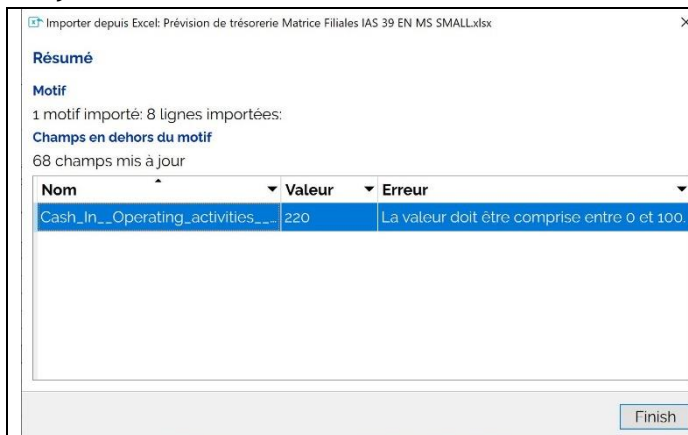 Importer depuis Excel: Prévision de trésorerie Matrice Filiales IAS 39 EN MS SMALL.xlsx
Résumé
Motif
1 motif importé: 8 lignes importées:
Champs en dehors du motif
68 champs mis à jour
Nom Valeur Erreur
Cash_In__Operating_activities__... 220 La valeur doit être comprise entre 0 et 100.
Finish